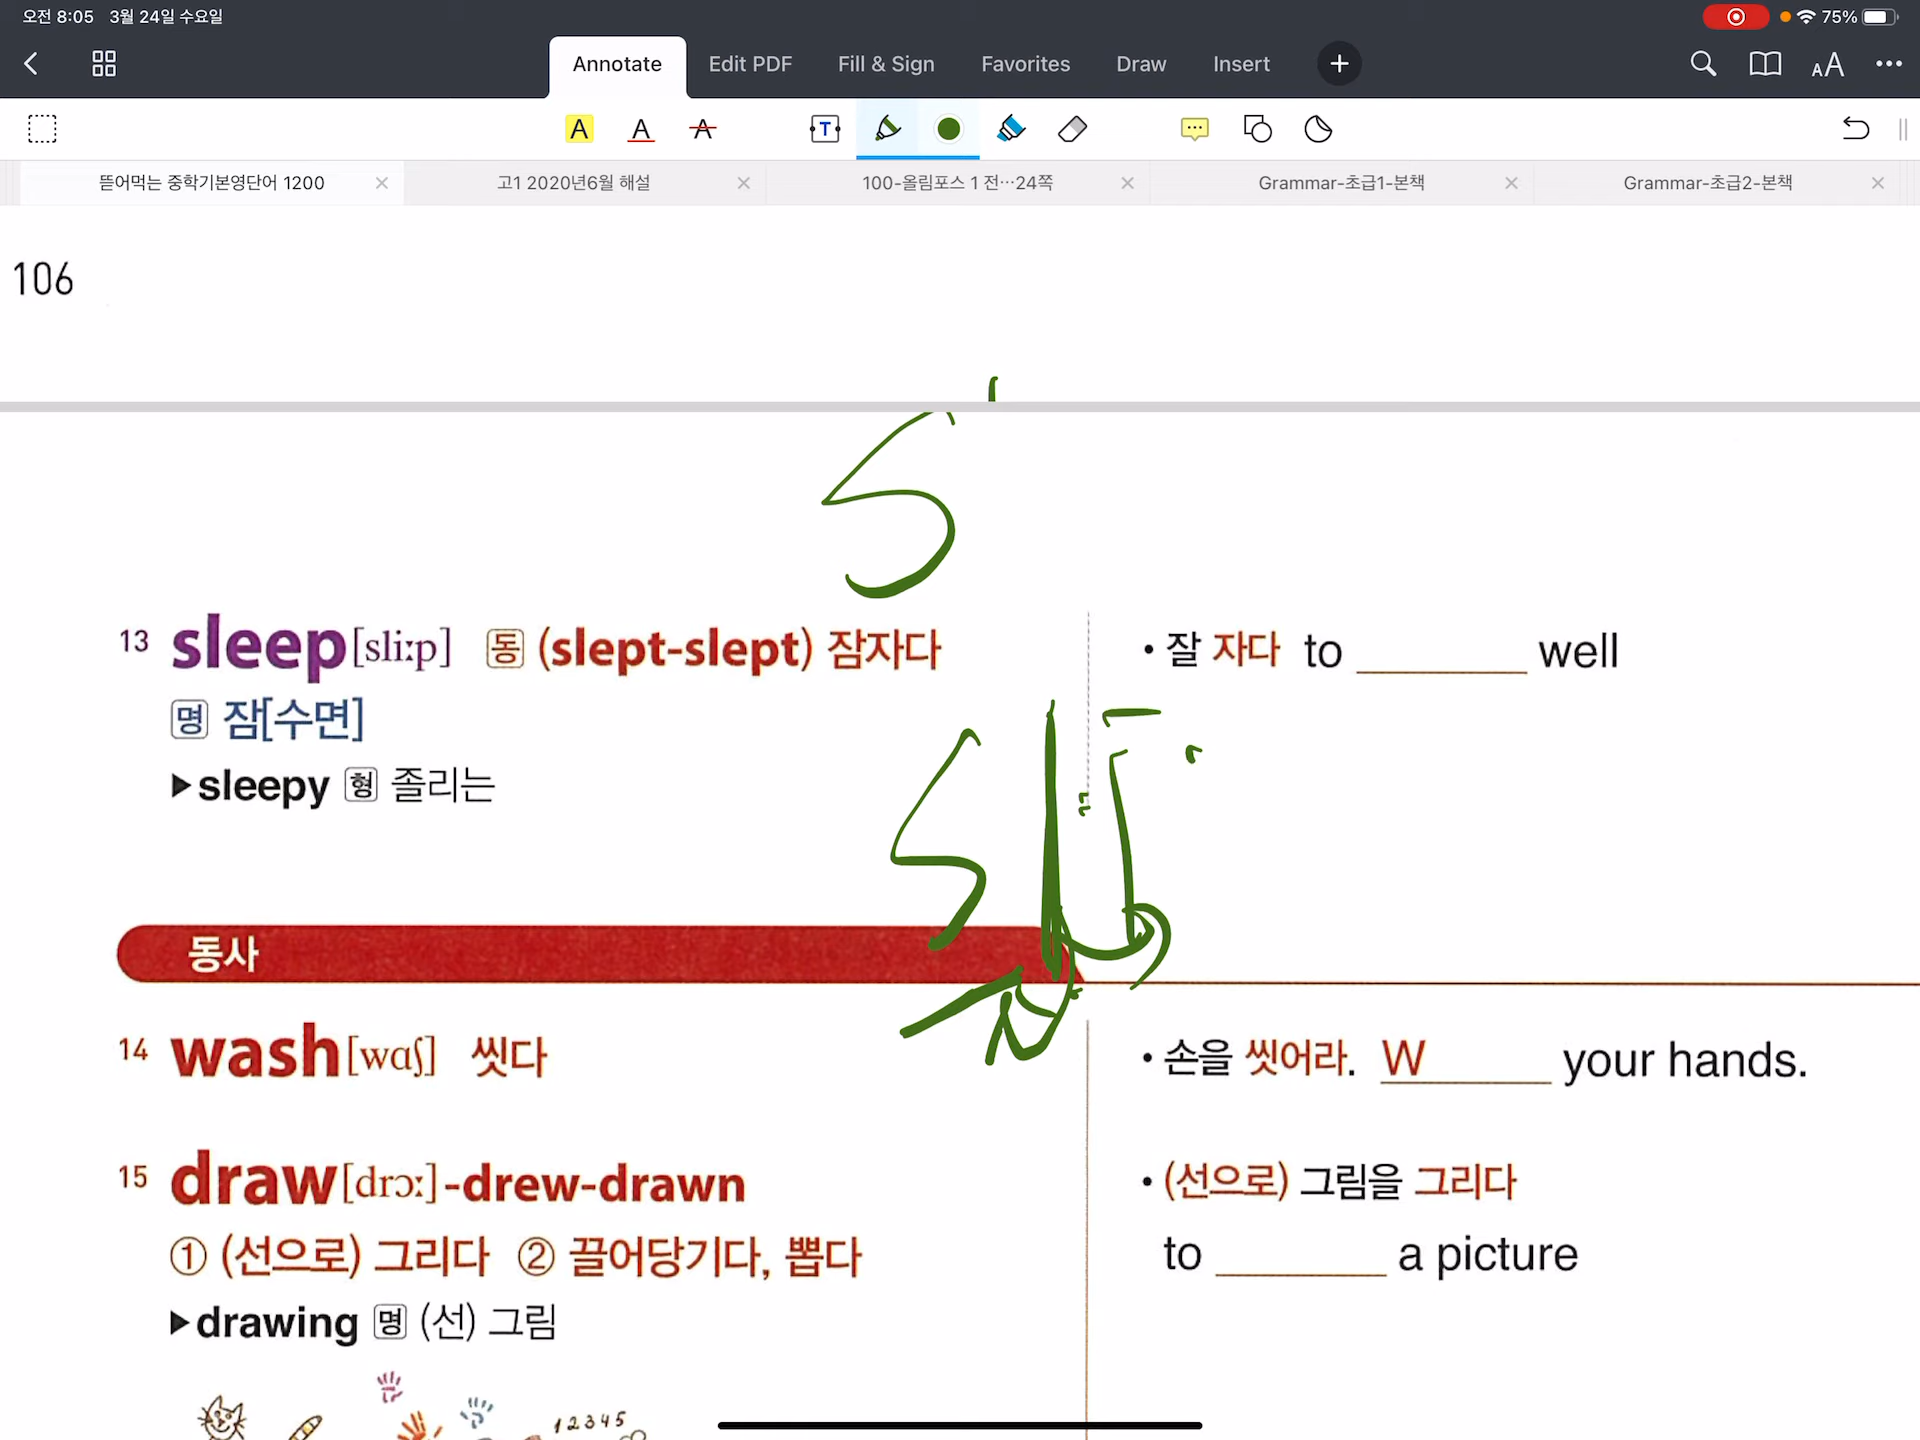 오전 8:05 3월 24일 수요일 75%
Annotate Edit PDF Fill & Sign Favorites Draw Insert
뜯어먹는 중학기본영단어 1200 고1 2020년6월 해설 100-올림포스 1 전…24쪽 Grammar-초급1-본책 Grammar-초급2-본책
106
S
13 sleep[sliːp] 동 (slept-slept) 잠자다 • 잘 자다 to ________ well
명 잠[수면]
▶sleepy 형 졸리는
동사
14 wash[wɑʃ] 씻다 • 손을 씻어라. W________ your hands.
15 draw[drɔː]-drew-drawn • (선으로) 그림을 그리다
① (선으로) 그리다 ② 끌어당기다, 뽑다 to ________ a picture
▶drawing 명 (선) 그림
1 2 3 4 5